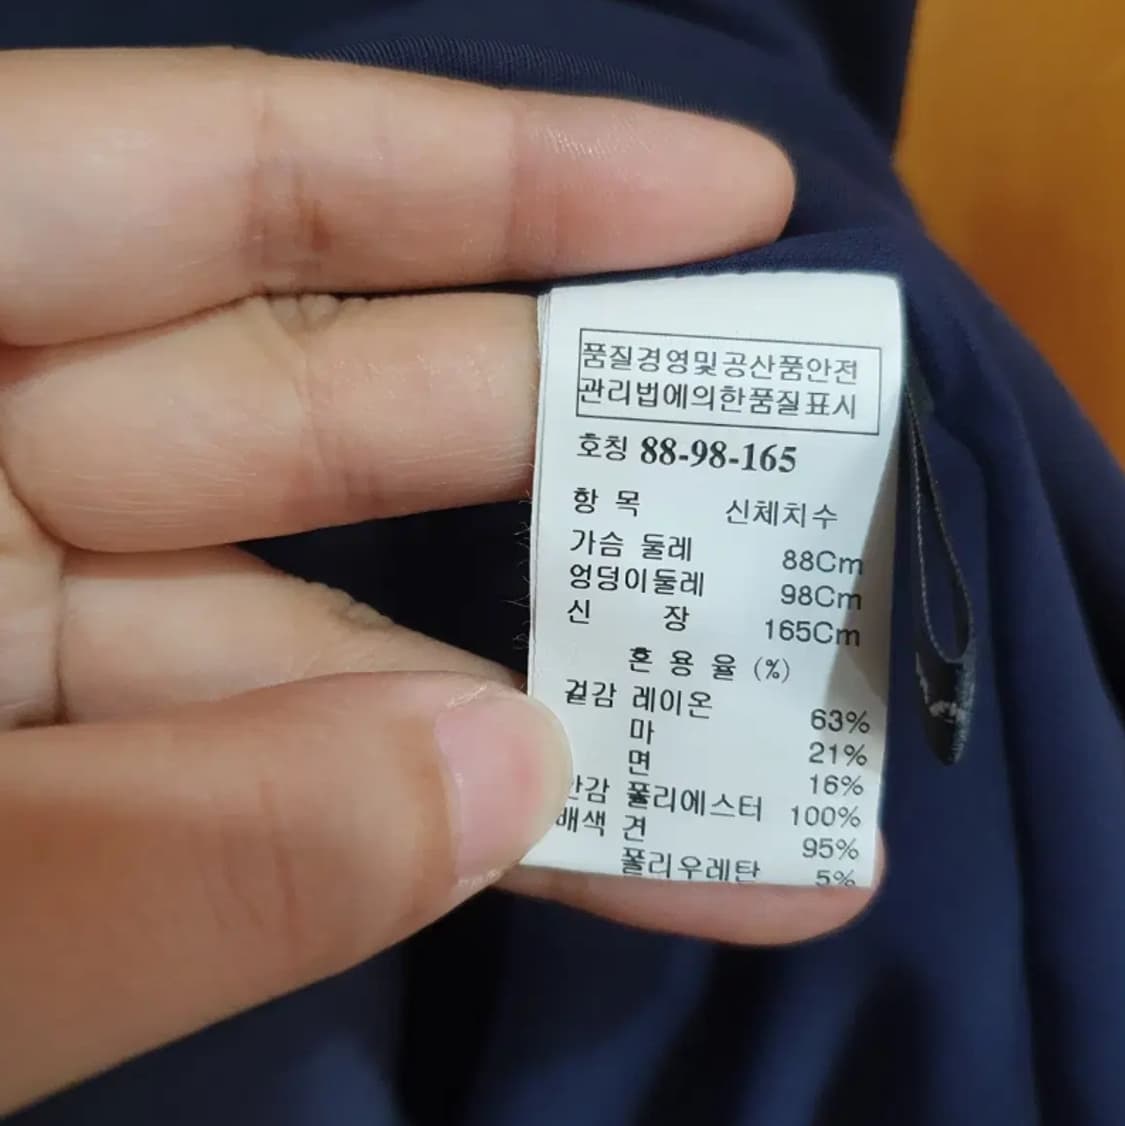 품질경영및공산품안전
관리법에의한품질표시
호칭 88-98-165
항 목 신체치수
가슴 둘레 88Cm
엉덩이둘레 98Cm
신 장 165Cm
혼 용 율 (%)
겉감 레이온 63%
마 21%
면 16%
폴리에스터 100%
배색 견 95%
폴리우레탄 5%